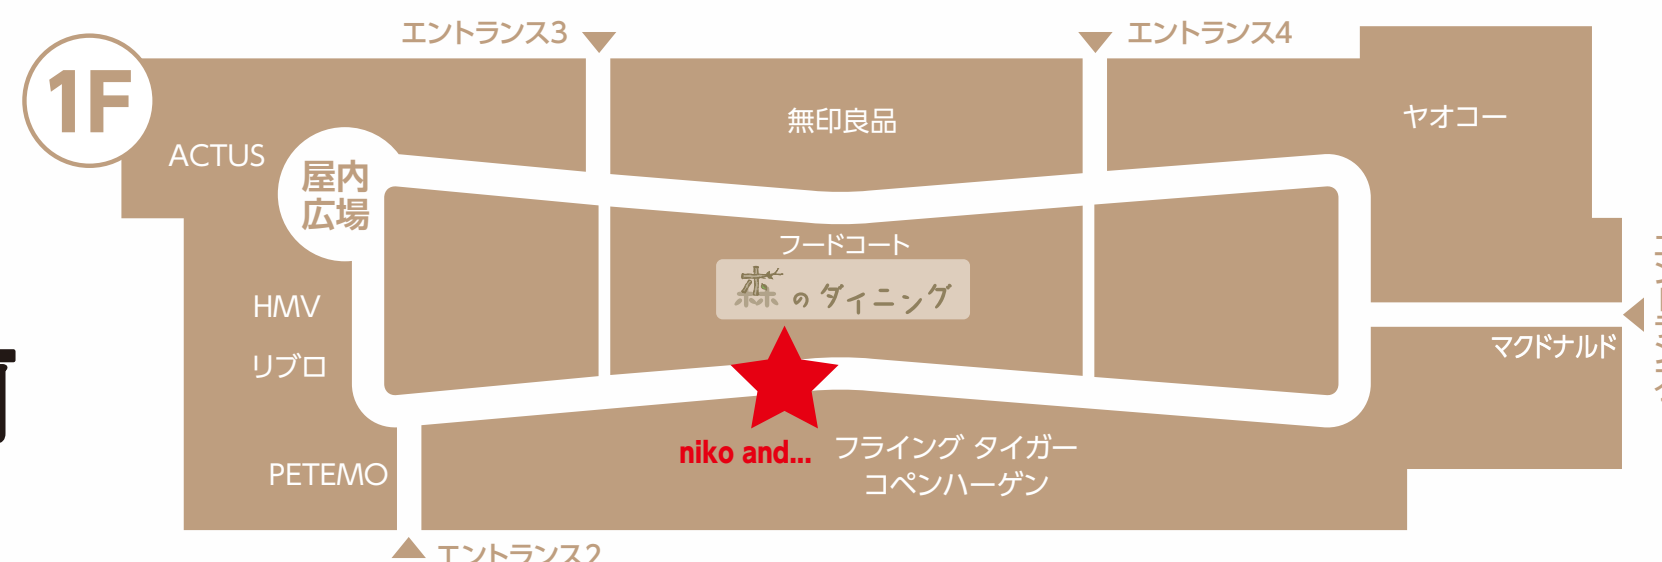 エントランス3
エントランス4
1F
無印良品
ヤオコー
ACTUS
屋内
広場
フードコート
森のダイニング
HMV
マクドナルド
リブロ
niko and...
フライング タイガー
コペンハーゲン
PETEMO
エントランス2